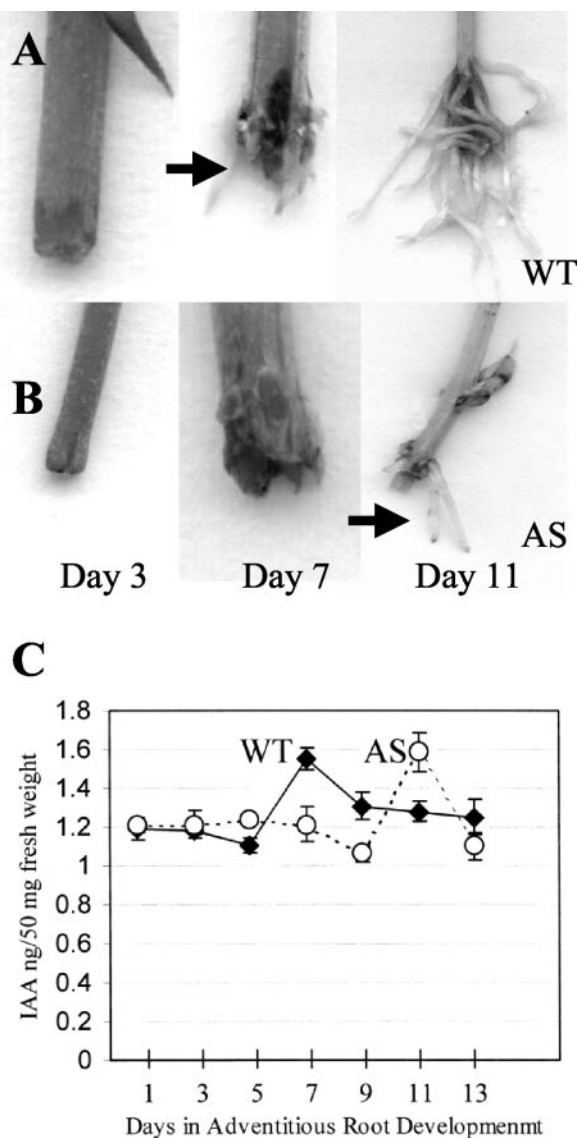 A
WT
B
AS
Day 3 Day 7 Day 11
C
1.8
1.6
1.4
1.2
1
0.8
0.6
0.4
0.2
0
WT AS
IAA ng/50 mg fresh weight
1 3 5 7 9 11 13
Days in Adventitious Root Developmenmt